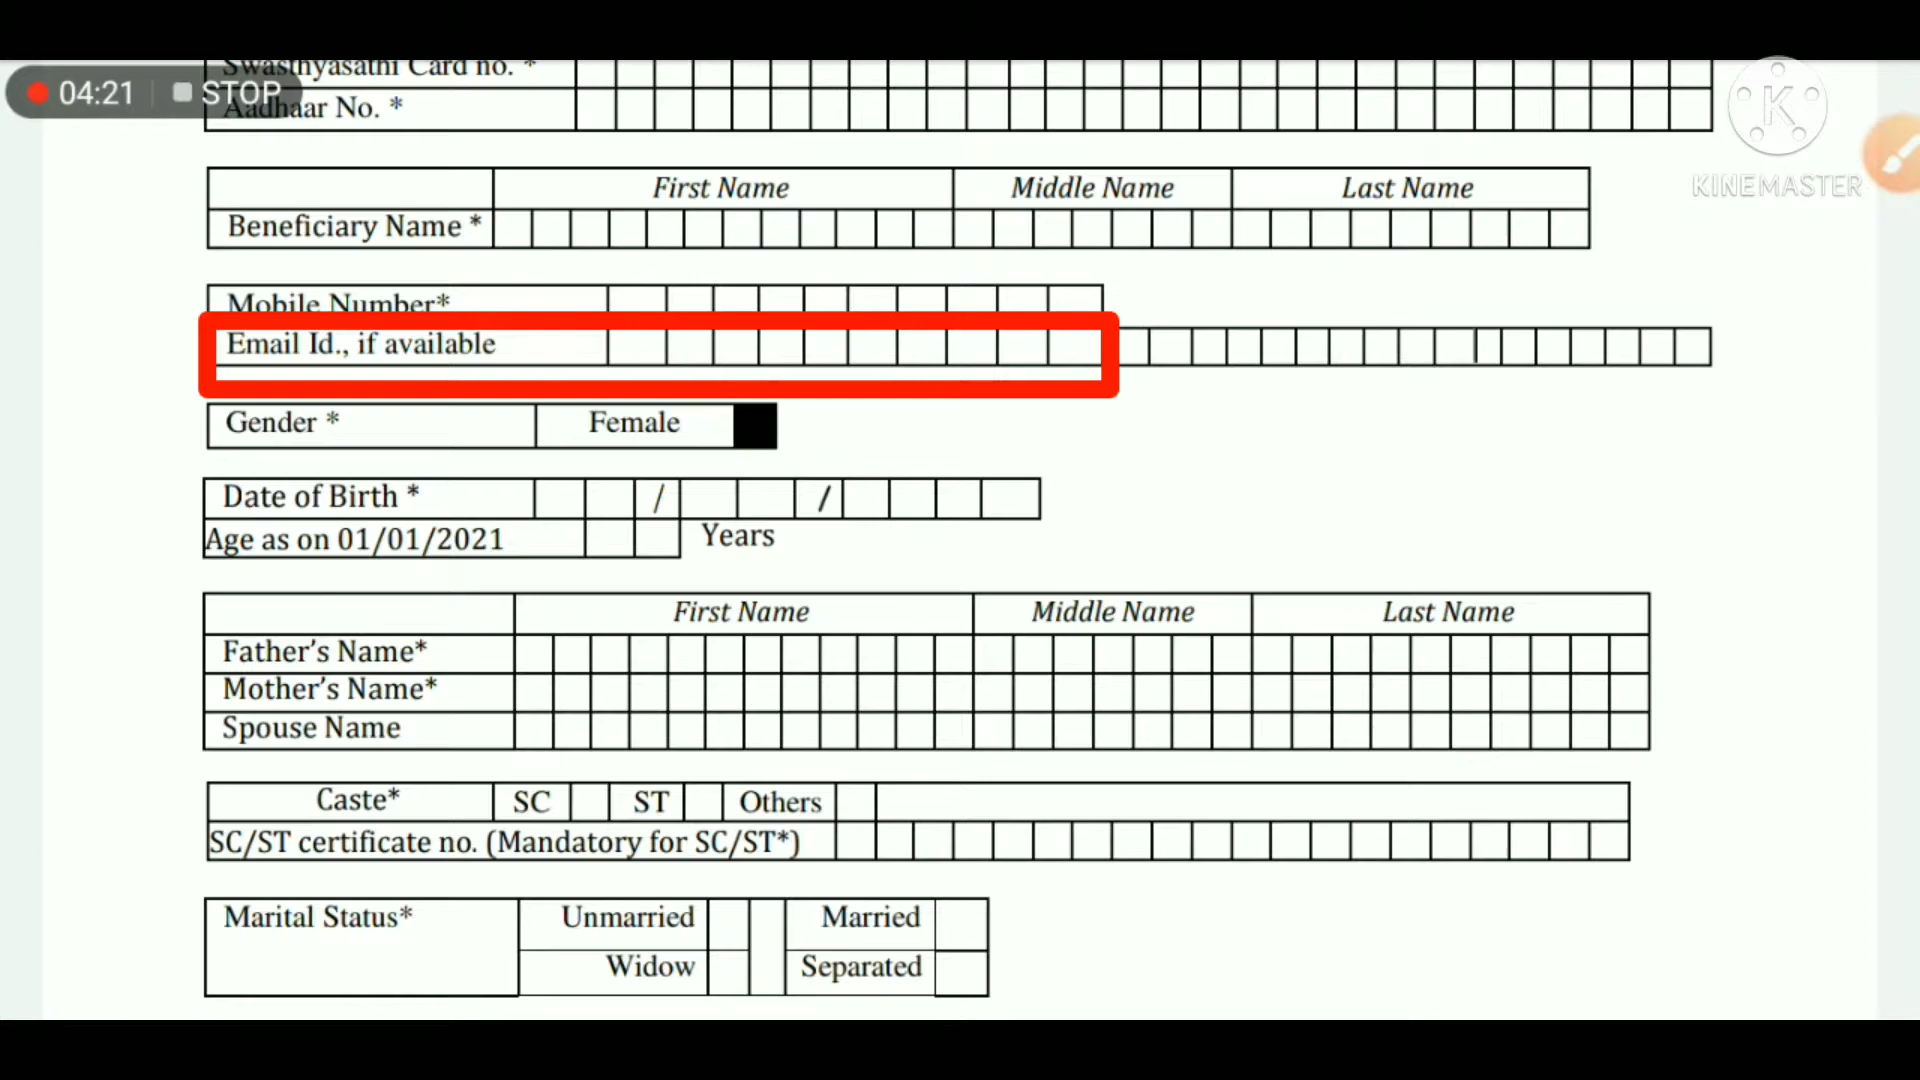 Swasthyasathi Card no. *
04:21 STOP
Aadhaar No. *
KINEMASTER
First Name Middle Name Last Name
Beneficiary Name *
Mobile Number*
Email Id., if available
Gender * Female
Date of Birth * / /
Age as on 01/01/2021 Years
First Name Middle Name Last Name
Father’s Name*
Mother’s Name*
Spouse Name
Caste* SC ST Others
SC/ST certificate no. (Mandatory for SC/ST*)
Marital Status* Unmarried Married
Widow Separated